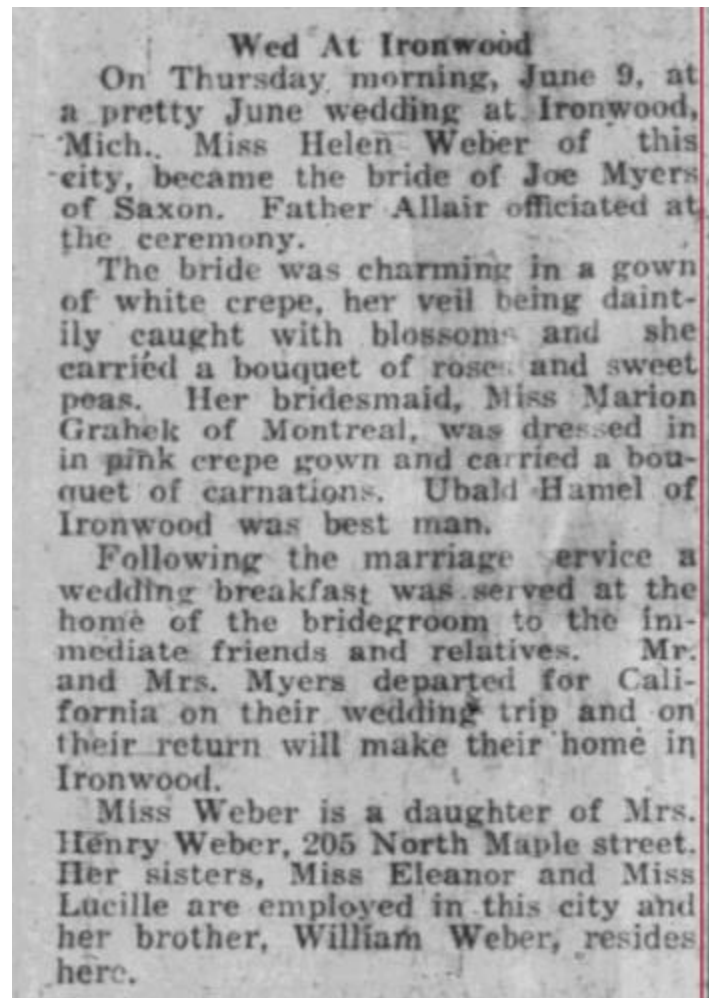 Wed At Ironwood
On Thursday morning, June 9, at
a pretty June wedding at Ironwood,
Mich., Miss Helen Weber of this
city, became the bride of Joe Myers
of Saxon. Father Allair officiated at
the ceremony.
The bride was charming in a gown
of white crepe, her veil being daint-
ily caught with blossoms and she
carried a bouquet of roses and sweet
peas. Her bridesmaid, Miss Marion
Grahek of Montreal, was dressed in
in pink crepe gown and carried a bou-
quet of carnations. Ubald Hamel of
Ironwood was best man.
Following the marriage ervice a
wedding breakfast was served at the
home of the bridegroom to the im-
mediate friends and relatives. Mr.
and Mrs. Myers departed for Cali-
fornia on their wedding trip and on
their return will make their home in
Ironwood.
Miss Weber is a daughter of Mrs.
Henry Weber, 205 North Maple street.
Her sisters, Miss Eleanor and Miss
Lucille are employed in this city and
her brother, William Weber, resides
here.